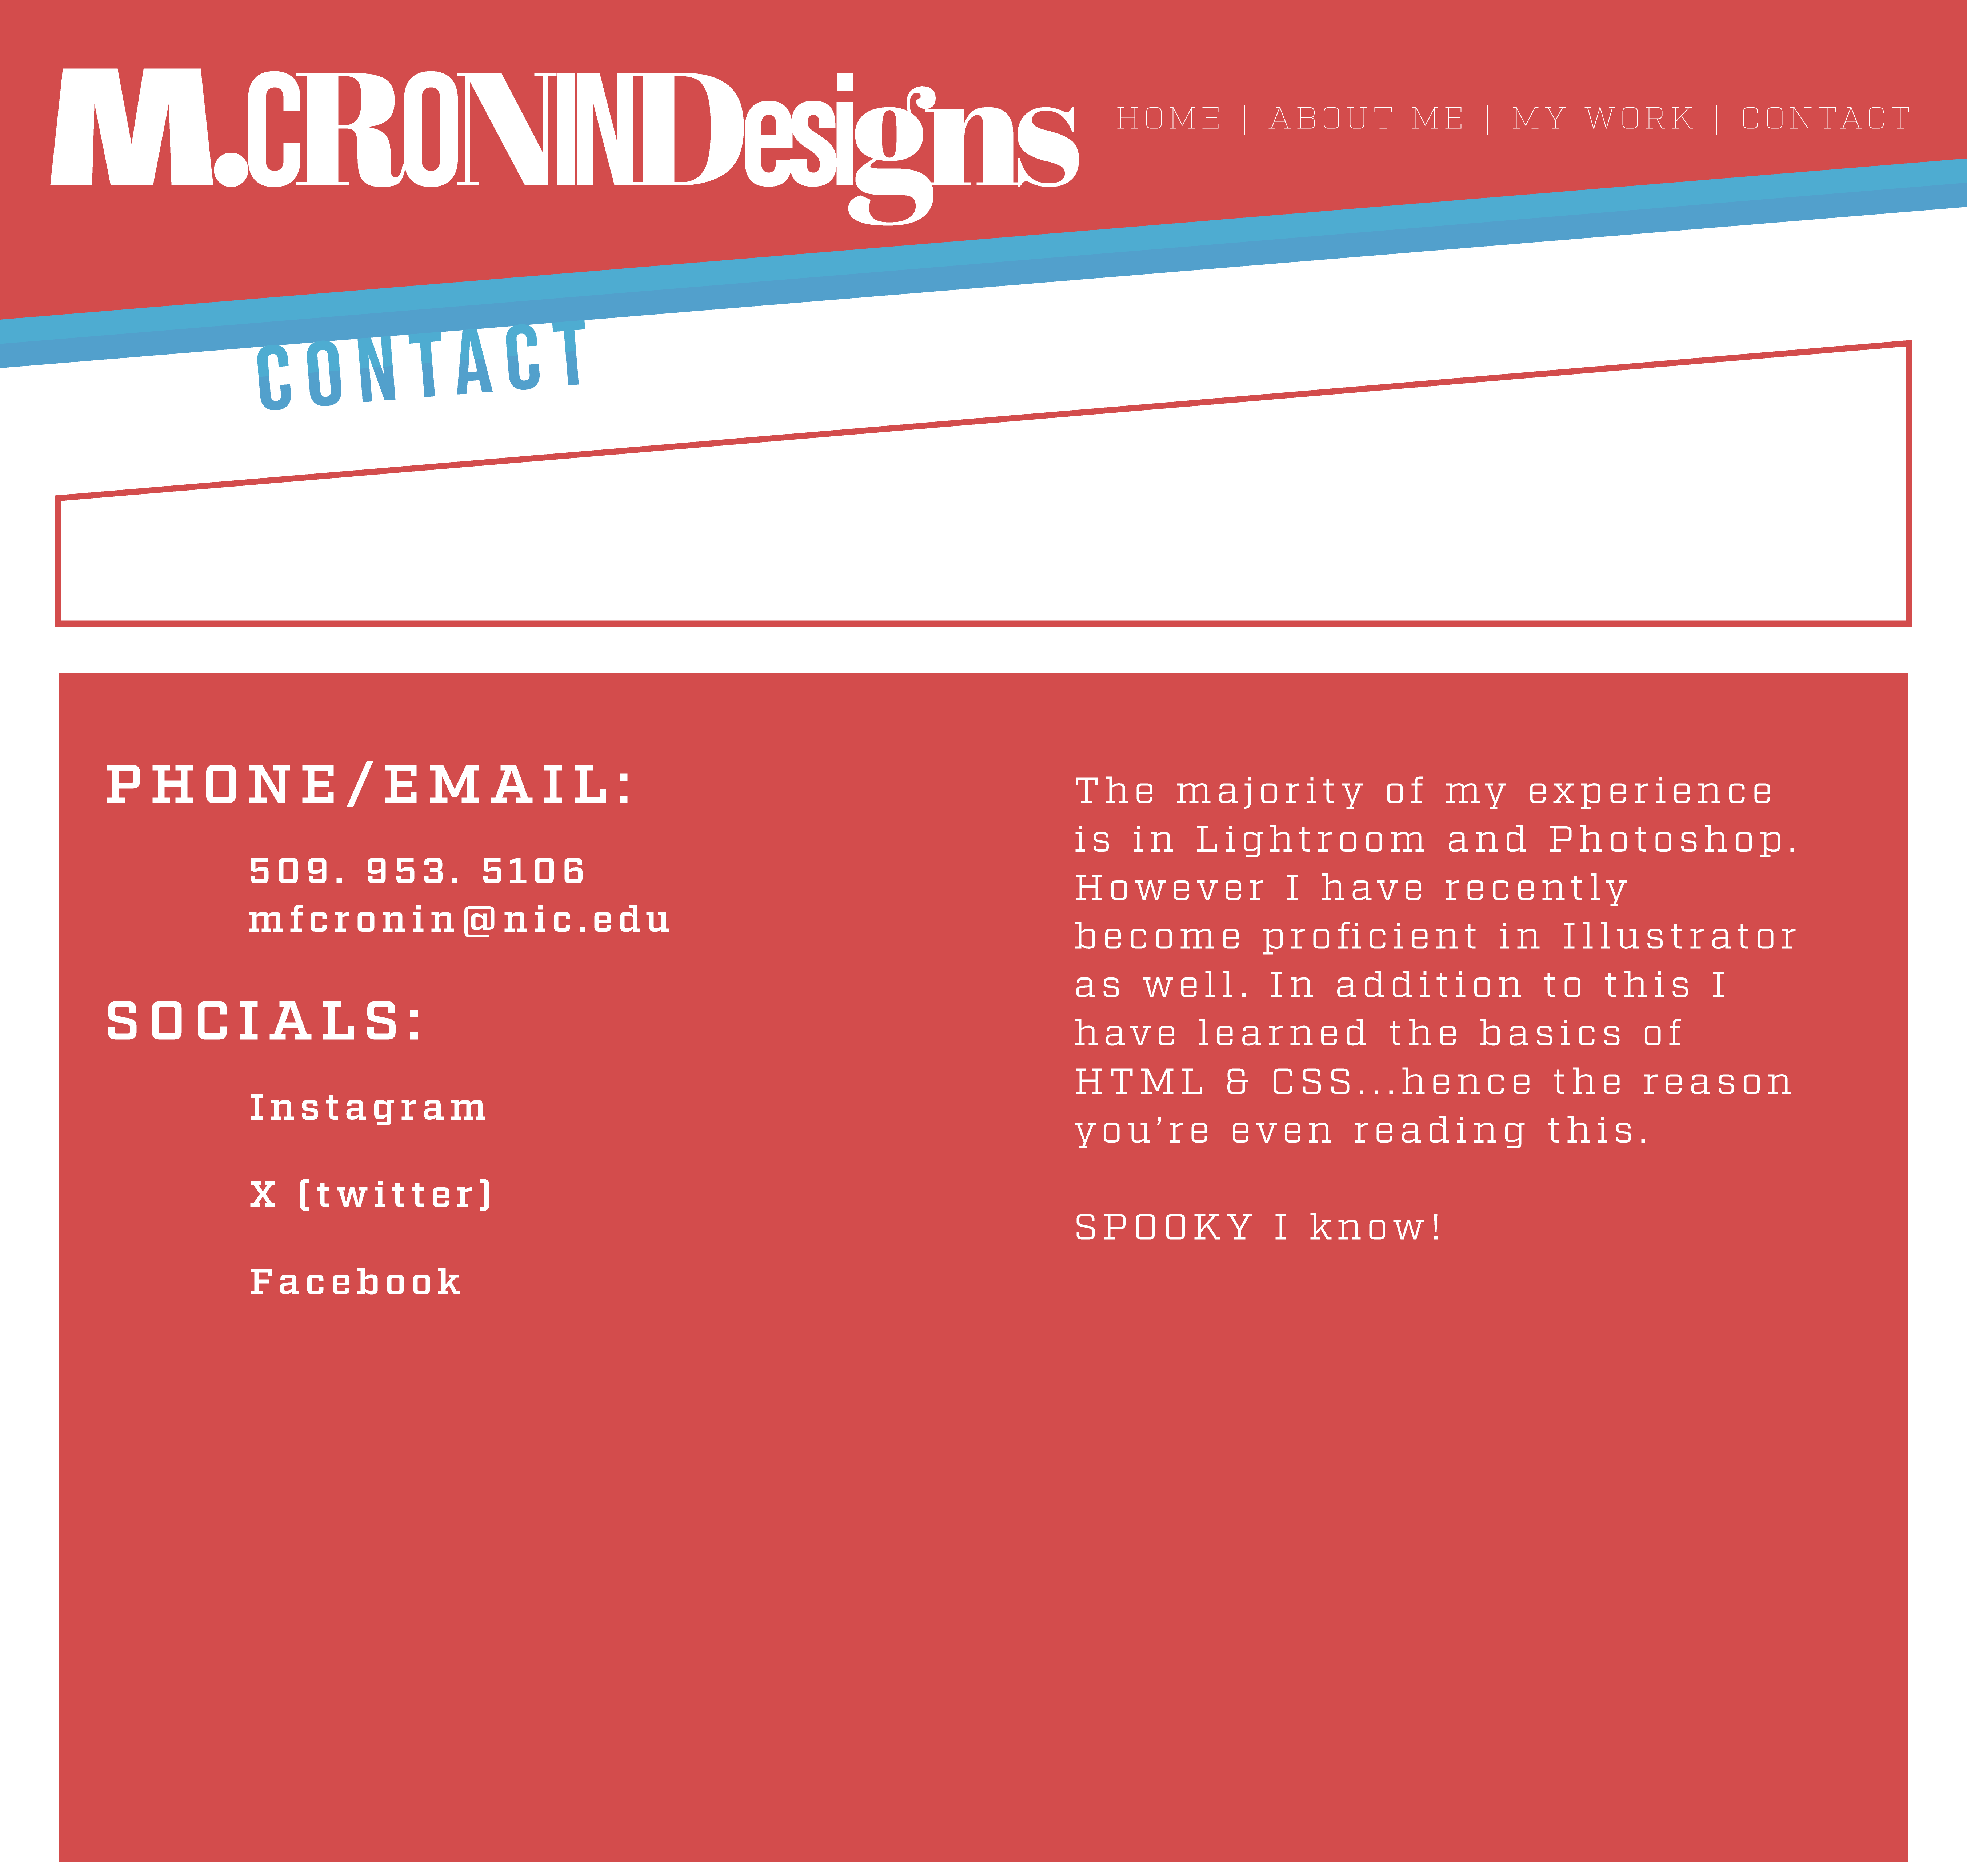 M.CRONINDesigns
HOME | ABOUT ME | MY WORK | CONTACT
CONTACT
PHONE/EMAIL:
509. 953. 5106
mfcronin@nic.edu
SOCIALS:
Instagram
X (twitter)
Facebook
The majority of my experience
is in Lightroom and Photoshop.
However I have recently
become proficient in Illustrator
as well. In addition to this I
have learned the basics of
HTML & CSS...hence the reason
you’re even reading this.
SPOOKY I know!